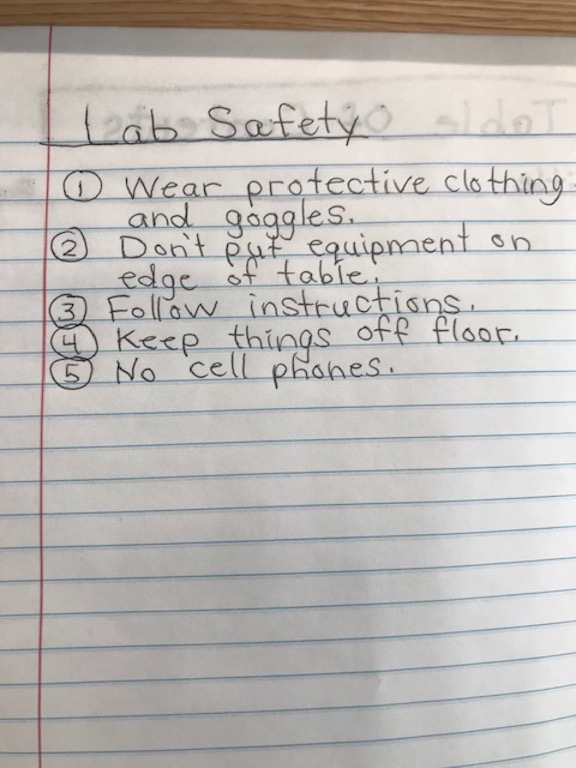 Lab Safety
① Wear protective clothing
and goggles.
② Don't put equipment on
edge of table.
③ Follow instructions.
④ Keep things off floor.
⑤ No cell phones.